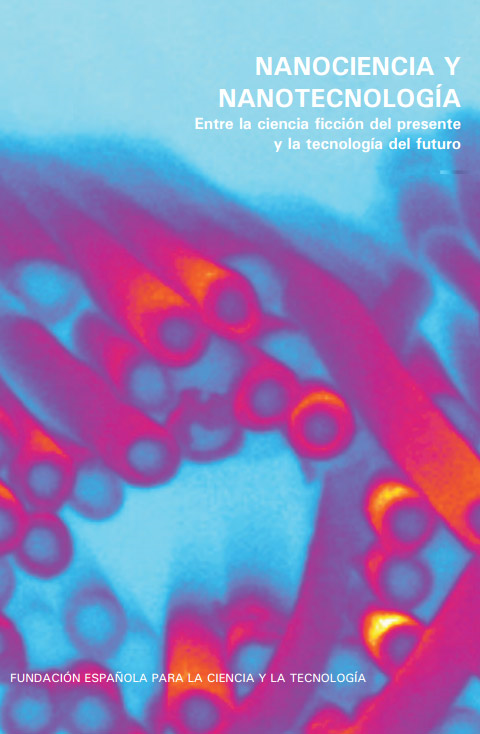 NANOCIENCIA Y
NANOTECNOLOGÍA
Entre la ciencia ficción del presente
y la tecnología del futuro
FUNDACIÓN ESPAÑOLA PARA LA CIENCIA Y LA TECNOLOGÍA